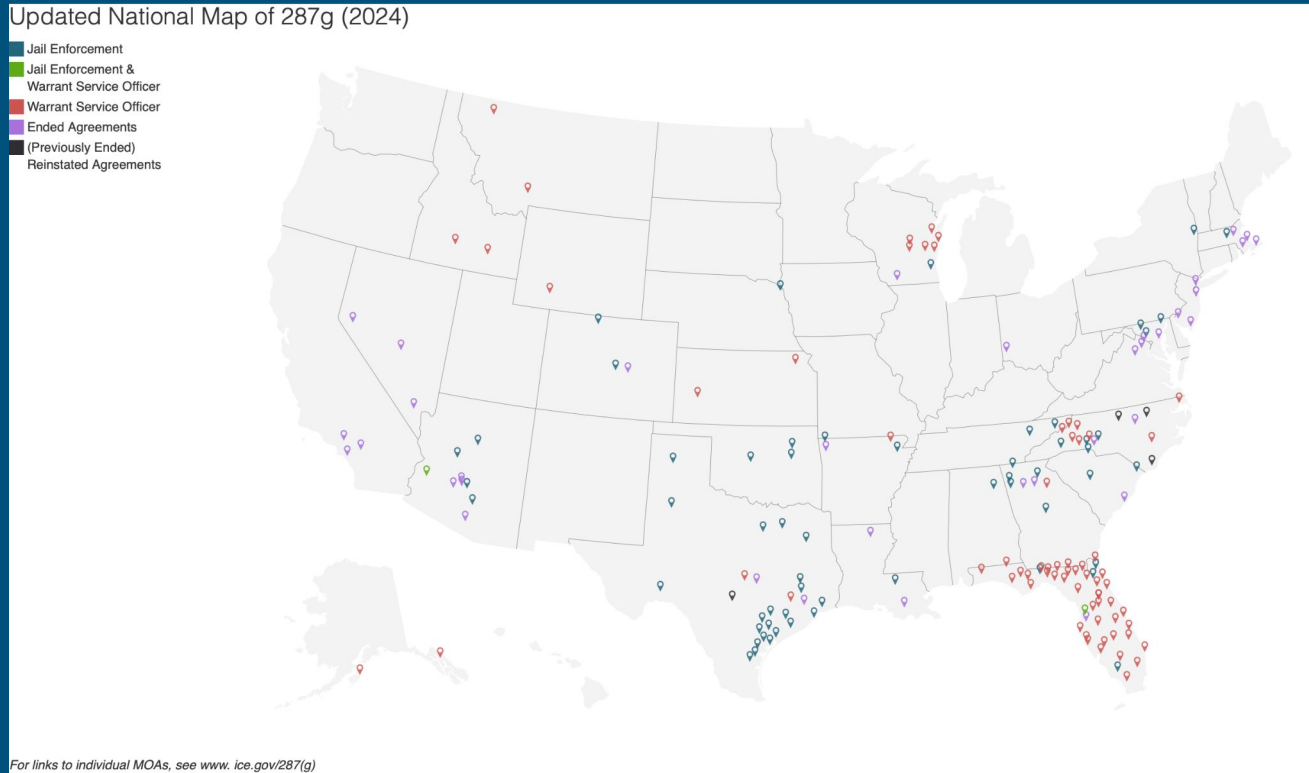 Updated National Map of 287g (2024)
Jail Enforcement
Jail Enforcement &
Warrant Service Officer
Warrant Service Officer
Ended Agreements
(Previously Ended)
Reinstated Agreements
For links to individual MOAs, see www. ice.gov/287(g)